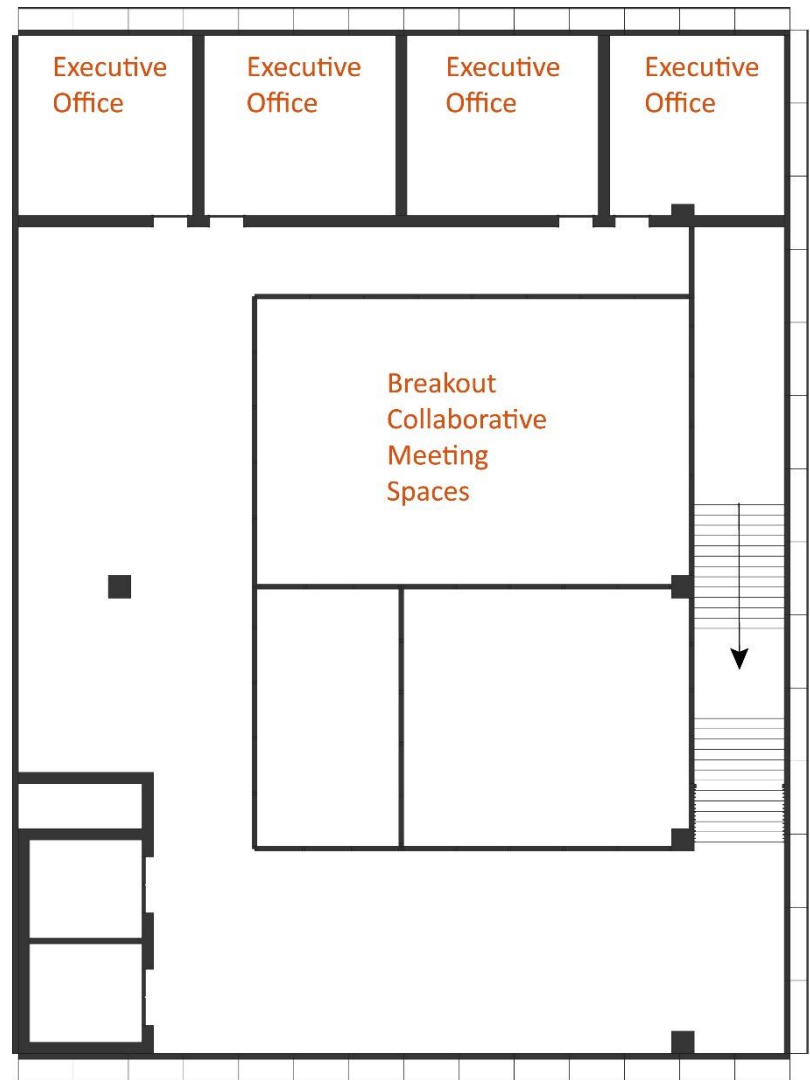 Executive
Office
Executive
Office
Executive
Office
Executive
Office
Breakout
Collaborative
Meeting
Spaces